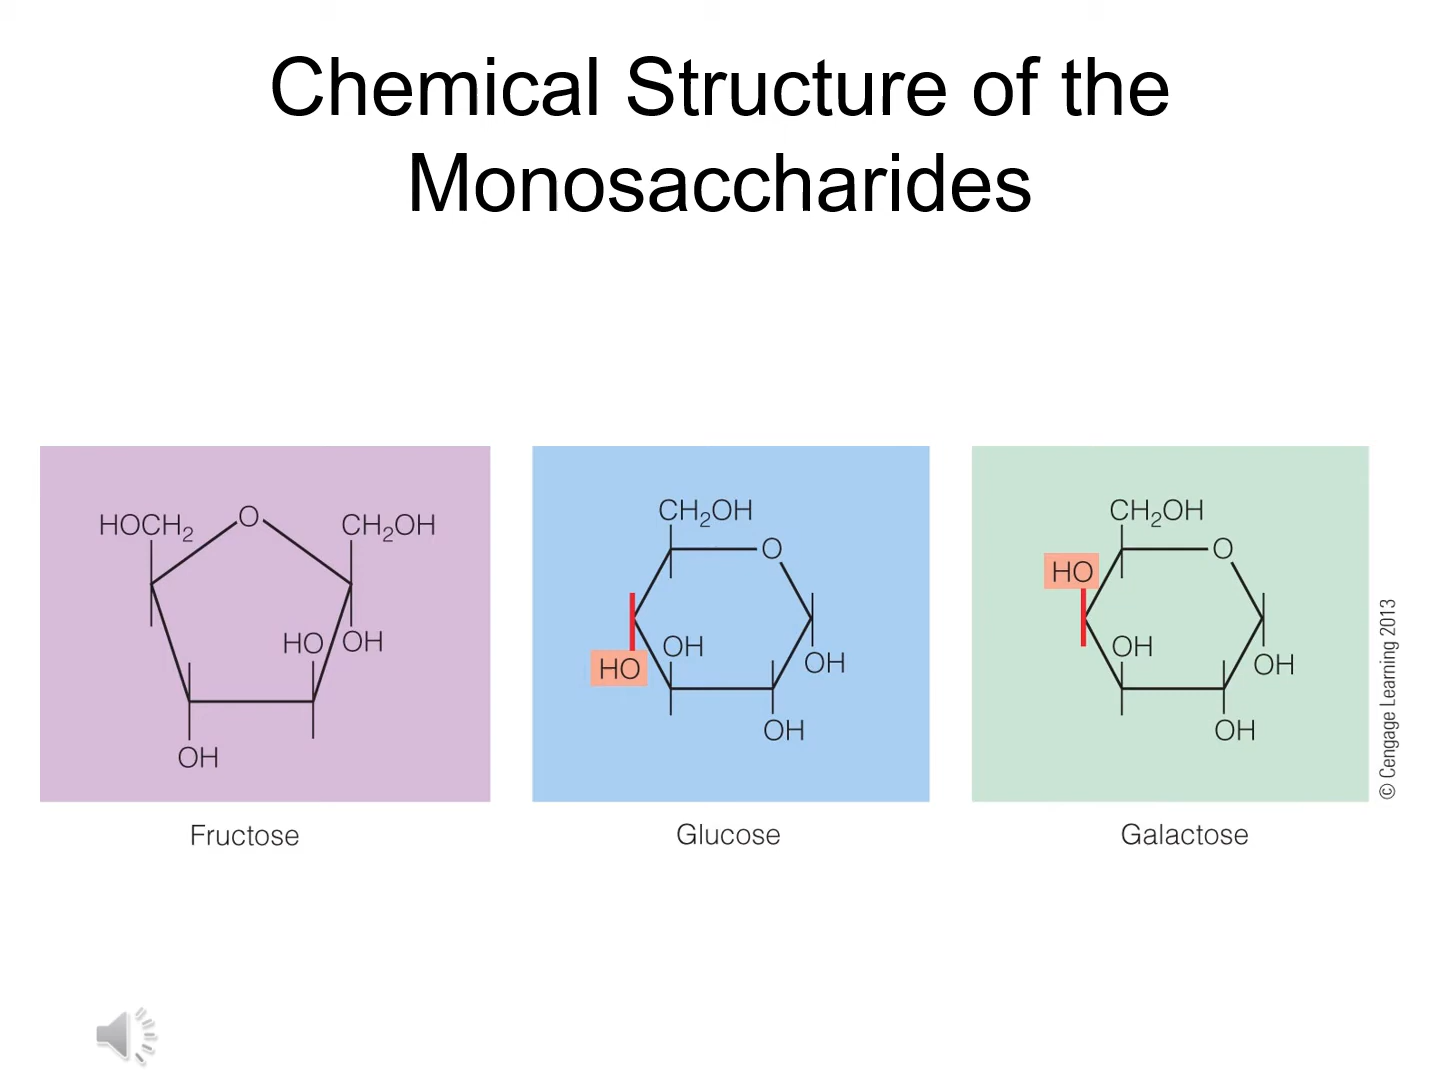 Chemical Structure of the
Monosaccharides
HOCH2
O
CH2OH
HO
OH
OH
Fructose
CH2OH
O
OH
HO
OH
OH
Glucose
CH2OH
O
HO
OH
OH
OH
Galactose
© Cengage Learning 2013